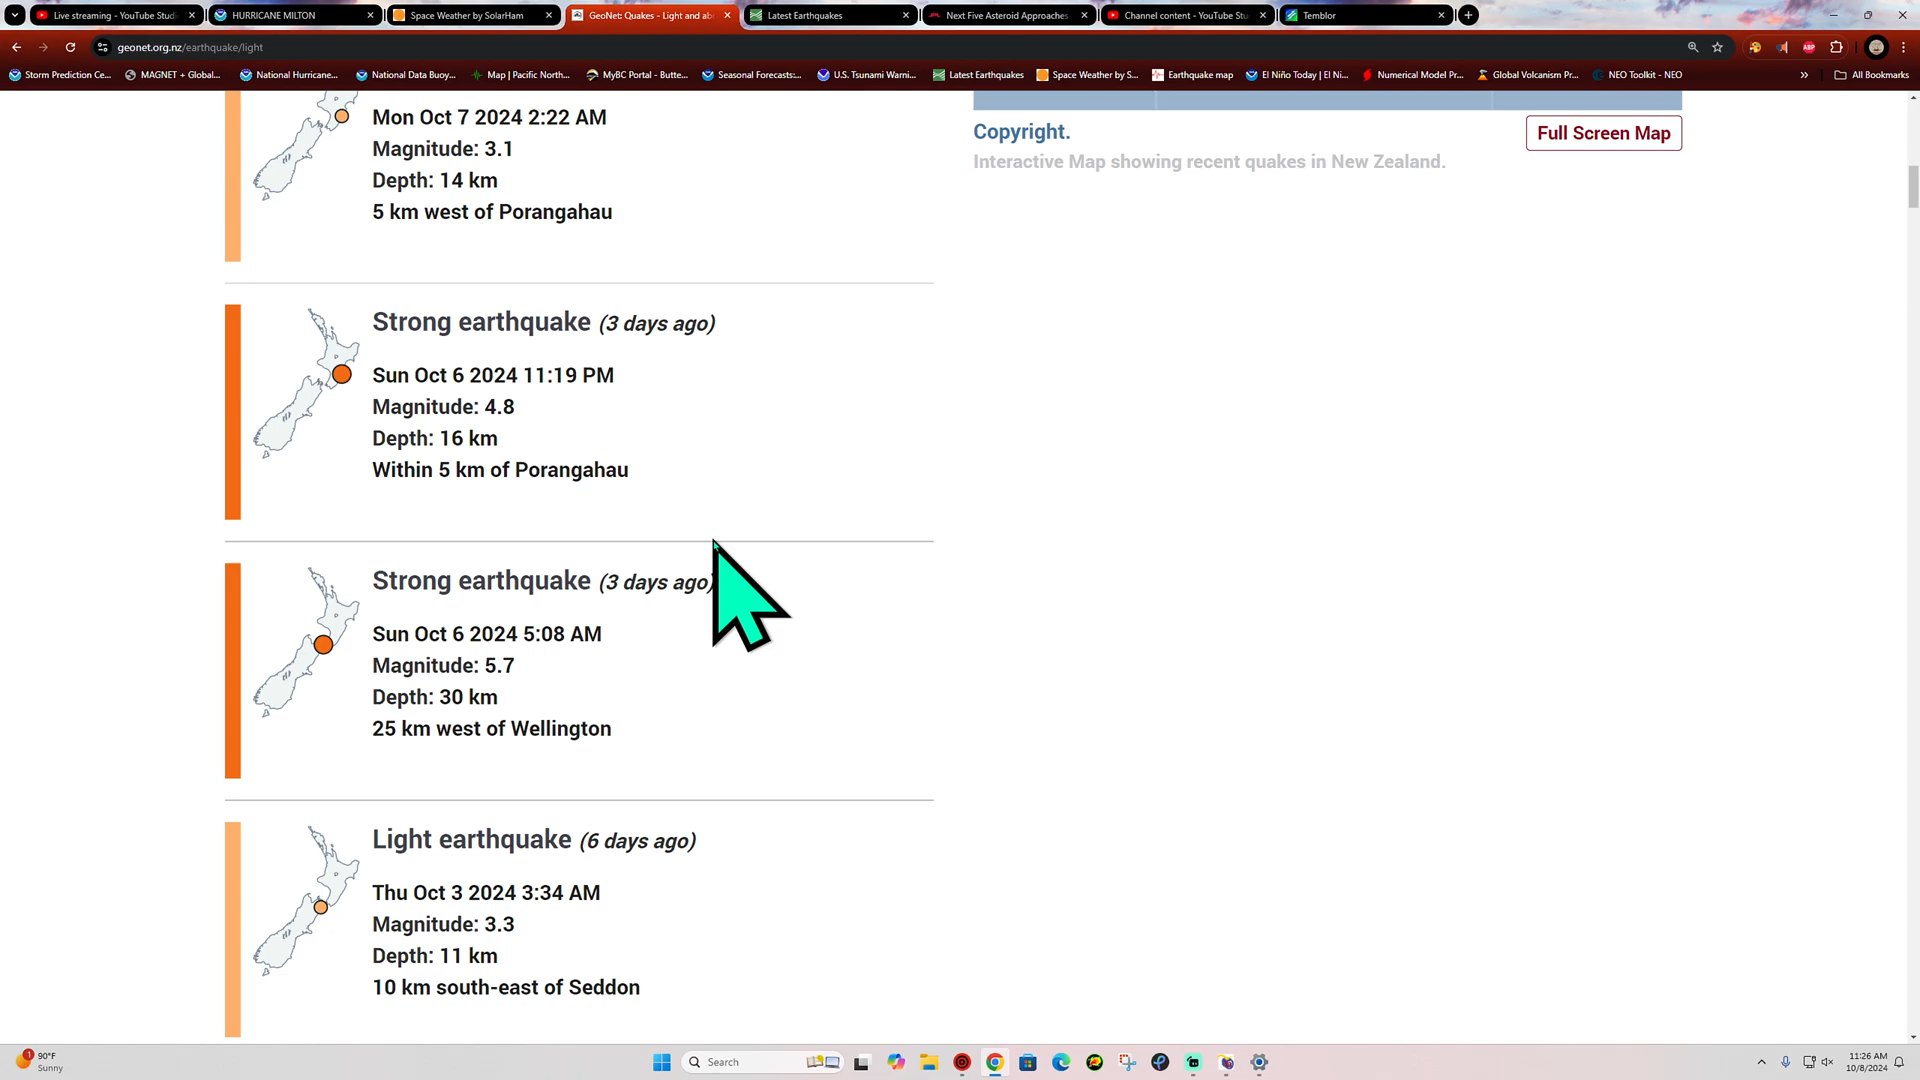 Live streaming - YouTube Studi
HURRICANE MILTON
Space Weather by SolarHam
GeoNet Quakes - Light and ab
Latest Earthquakes
Next Five Asteroid Approaches
Channel content - YouTube Stu
Temblor
geonet.org.nz/earthquake/light
Storm Prediction Ce...
MAGNET + Global...
National Hurricane...
National Data Buoy...
Map | Pacific North...
MyBC Portal - Butte...
Seasonal Forecasts:...
U.S. Tsunami Warni...
Latest Earthquakes
Space Weather by S...
Earthquake map
El Niño Today | El Ni...
Numerical Model Pr...
Global Volcanism Pr...
NEO Toolkit - NEO
All Bookmarks
Mon Oct 7 2024 2:22 AM
Magnitude: 3.1
Depth: 14 km
5 km west of Porangahau
Copyright.
Full Screen Map
Interactive Map showing recent quakes in New Zealand.
Strong earthquake (3 days ago)
Sun Oct 6 2024 11:19 PM
Magnitude: 4.8
Depth: 16 km
Within 5 km of Porangahau
Strong earthquake (3 days ago)
Sun Oct 6 2024 5:08 AM
Magnitude: 5.7
Depth: 30 km
25 km west of Wellington
Light earthquake (6 days ago)
Thu Oct 3 2024 3:34 AM
Magnitude: 3.3
Depth: 11 km
10 km south-east of Seddon
1
90°F
Sunny
Search
11:26 AM
10/8/2024